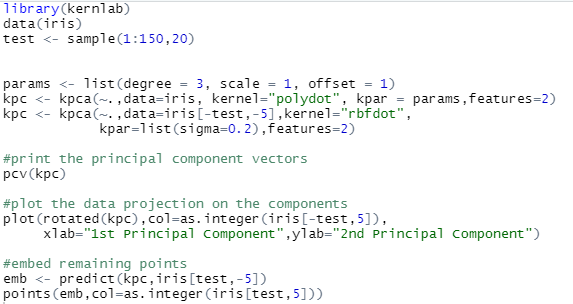 library(kernlab)
data(iris)
test <- sample(1:150,20)
params <- list(degree = 3, scale = 1, offset = 1)
kpc <- kpca(~.,data=iris, kernel="polydot", kpar = params,features=2)
kpc <- kpca(~.,data=iris[-test,-5],kernel="rbfdot",
kpar=list(sigma=0.2),features=2)
#print the principal component vectors
pcv(kpc)
#plot the data projection on the components
plot(rotated(kpc),col=as.integer(iris[-test,5]),
xlab="1st Principal Component",ylab="2nd Principal Component")
#embed remaining points
emb <- predict(kpc,iris[test,-5])
points(emb,col=as.integer(iris[test,5]))